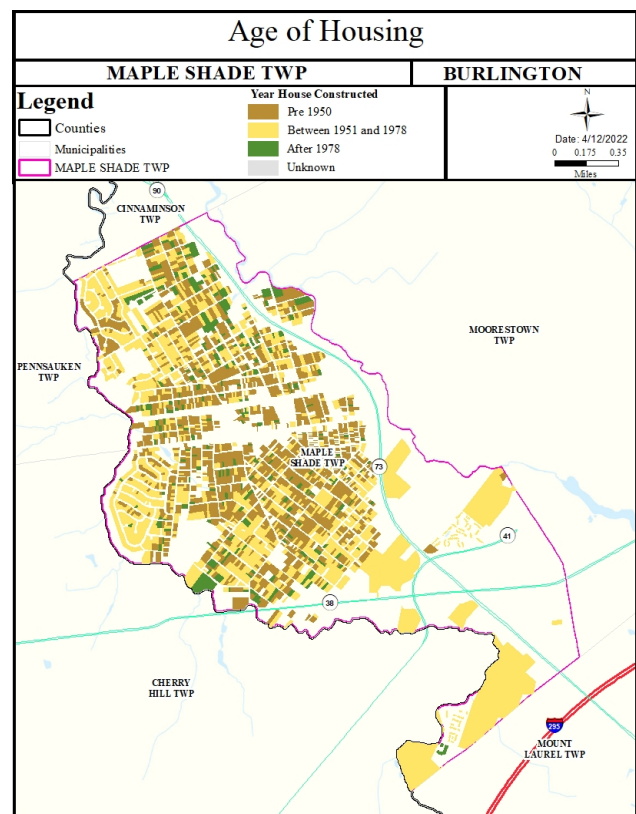 Age of Housing
MAPLE SHADE TWP
BURLINGTON
Legend
Counties
Municipalities
MAPLE SHADE TWP
Year House Constructed
Pre 1950
Between 1951 and 1978
After 1978
Unknown
N
Date: 4/12/2022
0 0.175 0.35
Miles
90
CINNAMINSON
TWP
MOORESTOWN
TWP
PENNSAUKEN
TWP
MAPLE
SHADE TWP
73
41
38
CHERRY
HILL TWP
295
MOUNT
LAUREL TWP